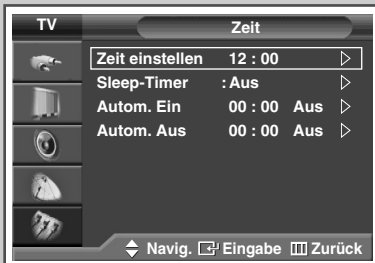 TV
Zeit
Zeit einstellen 12 : 00
Sleep-Timer : Aus
Autom. Ein 00 : 00 Aus
Autom. Aus 00 : 00 Aus
Navig. Eingabe Zurück